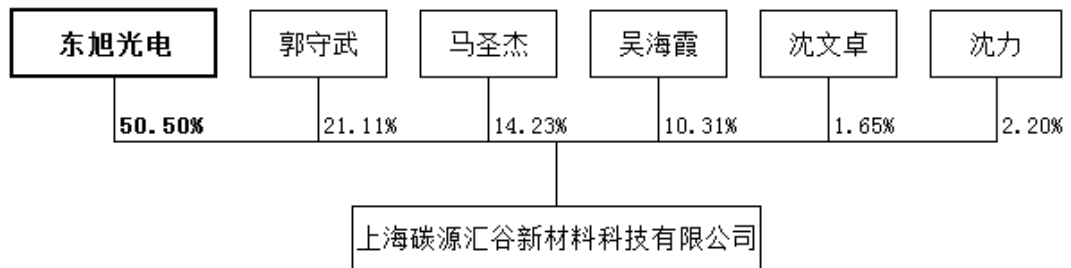 东旭光电 郭守武 马圣杰 吴海霞 沈文卓 沈力
50.50% 21.11% 14.23% 10.31% 1.65% 2.20%
上海碳源汇谷新材料科技有限公司